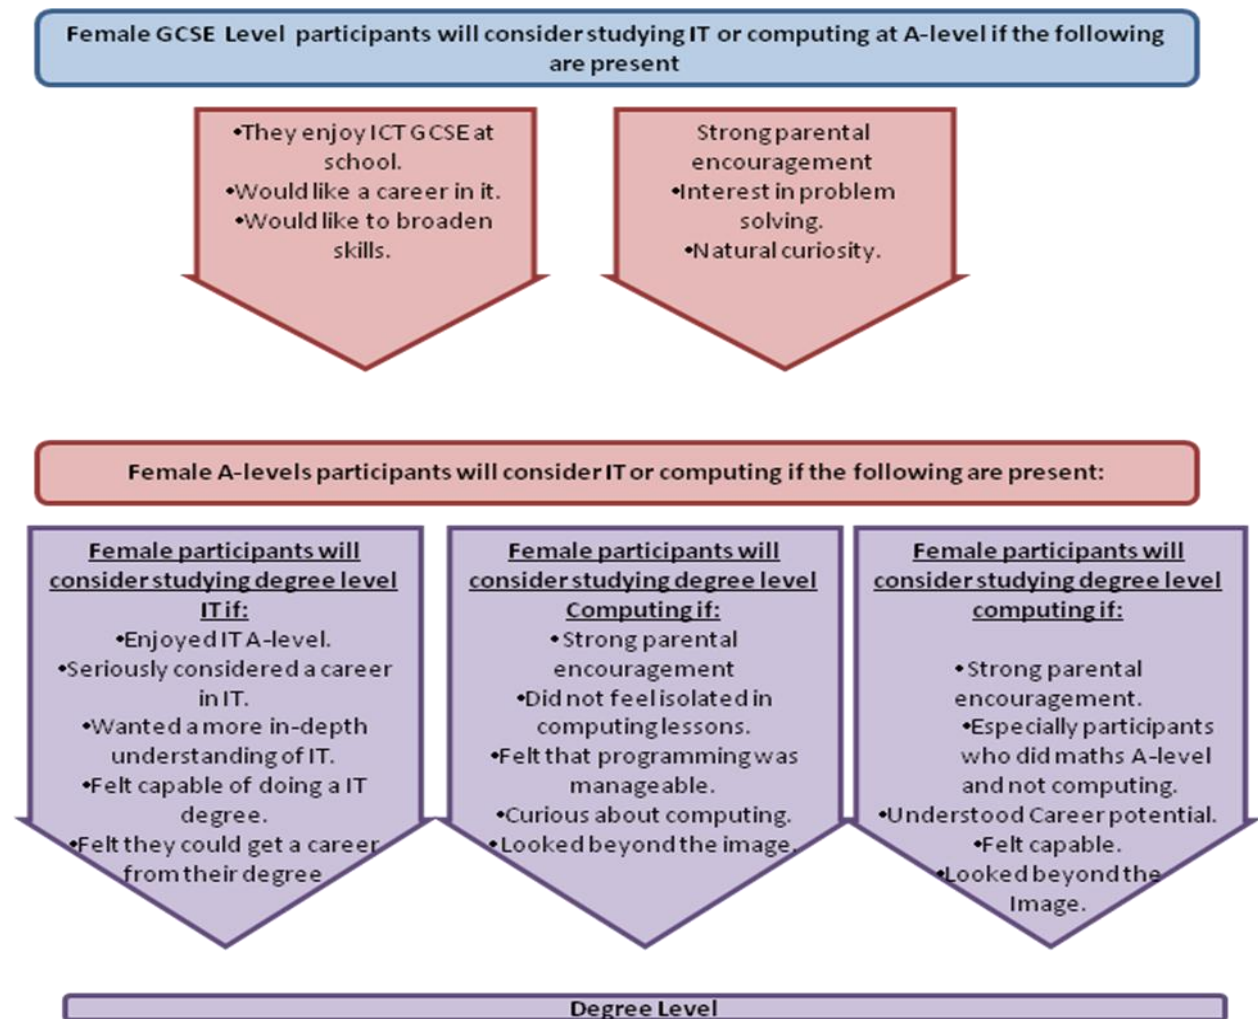 Female GCSE Level participants will consider studying IT or computing at A-level if the following
are present
•They enjoy ICT GCSE at
school.
•Would like a career in it.
•Would like to broaden
skills.
Strong parental
encouragement
•Interest in problem
solving.
•Natural curiosity.
Female A-levels participants will consider IT or computing if the following are present:
Female participants will
consider studying degree level
IT if:
•Enjoyed IT A-level.
•Seriously considered a career
in IT.
•Wanted a more in-depth
understanding of IT.
•Felt capable of doing a IT
degree.
•Felt they could get a career
from their degree
Female participants will
consider studying degree level
Computing if:
•Strong parental
encouragement
•Did not feel isolated in
computing lessons.
•Felt that programming was
manageable.
•Curious about computing.
•Looked beyond the image.
Female participants will
consider studying degree level
computing if:
•Strong parental
encouragement.
•Especially participants
who did maths A-level
and not computing.
•Understood Career potential.
•Felt capable.
•Looked beyond the
Image.
Degree Level